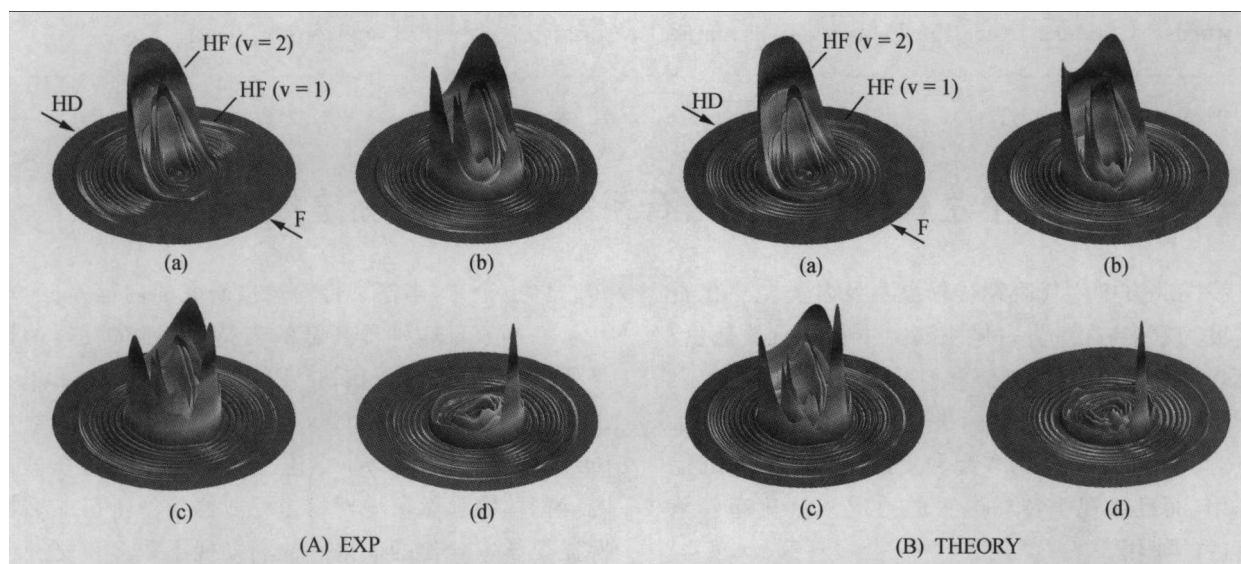 HF (v = 2)
HF (v = 1)
HD
F
(a)
(b)
(c)
(d)
(A) EXP
HF (v = 2)
HF (v = 1)
HD
F
(a)
(b)
(c)
(d)
(B) THEORY